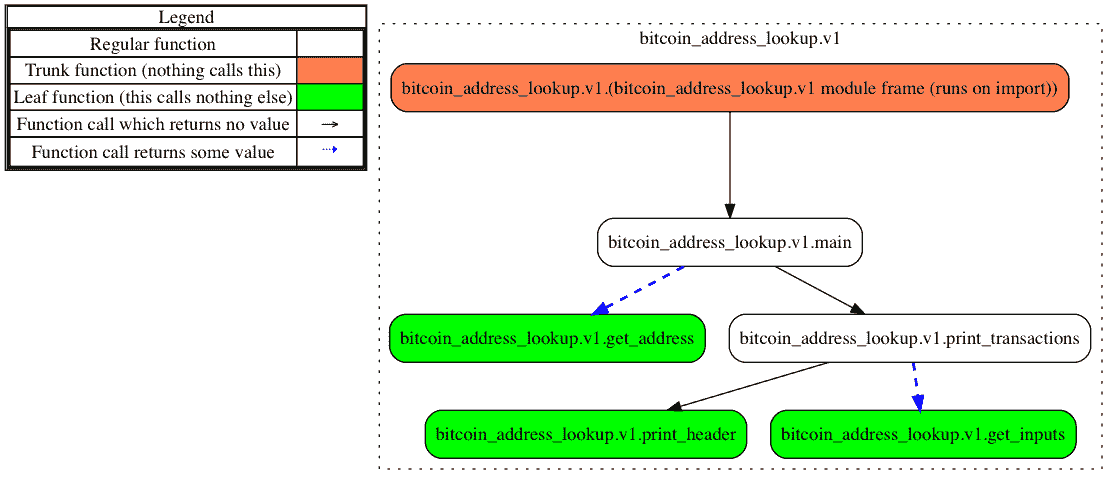 Legend
Regular function
Trunk function (nothing calls this)
Leaf function (this calls nothing else)
Function call which returns no value
Function call returns some value
bitcoin_address_lookup.v1
bitcoin_address_lookup.v1.(bitcoin_address_lookup.v1 module frame (runs on import))
bitcoin_address_lookup.v1.main
bitcoin_address_lookup.v1.get_address
bitcoin_address_lookup.v1.print_transactions
bitcoin_address_lookup.v1.print_header
bitcoin_address_lookup.v1.get_inputs